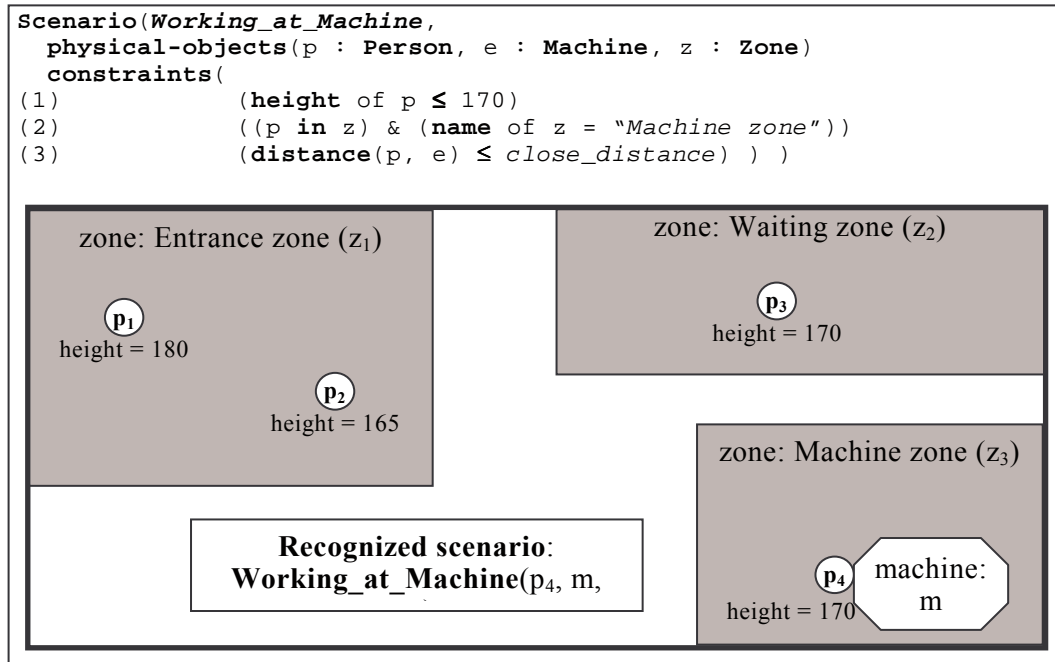 Scenario(Working_at_Machine,
physical-objects(p : Person, e : Machine, z : Zone)
constraints(
(1) (height of p ≤ 170)
(2) ((p in z) & (name of z = "Machine zone"))
(3) (distance(p, e) ≤ close_distance) ) )
zone: Entrance zone (z₁)
zone: Waiting zone (z₂)
p₁
height = 180
p₃
height = 170
p₂
height = 165
zone: Machine zone (z₃)
Recognized scenario:
Working_at_Machine(p₄, m,
p₄
height = 170
machine:
m